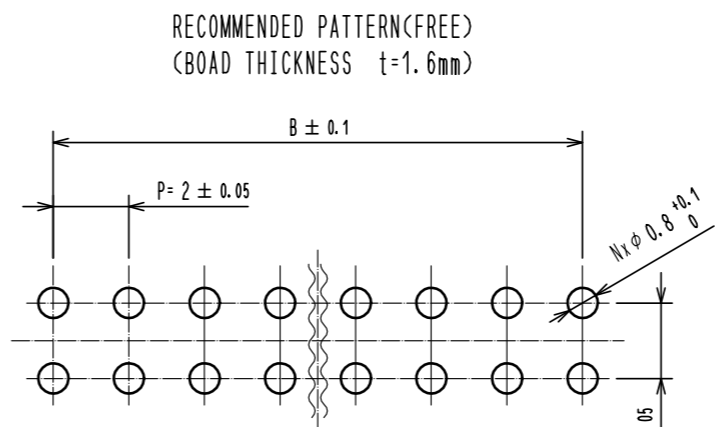 RECOMMENDED PATTERN(FREE)
(BOAD THICKNESS t=1.6mm)
B ± 0.1
P= 2 ± 0.05
Nxφ 0.8 +0.1 0
05